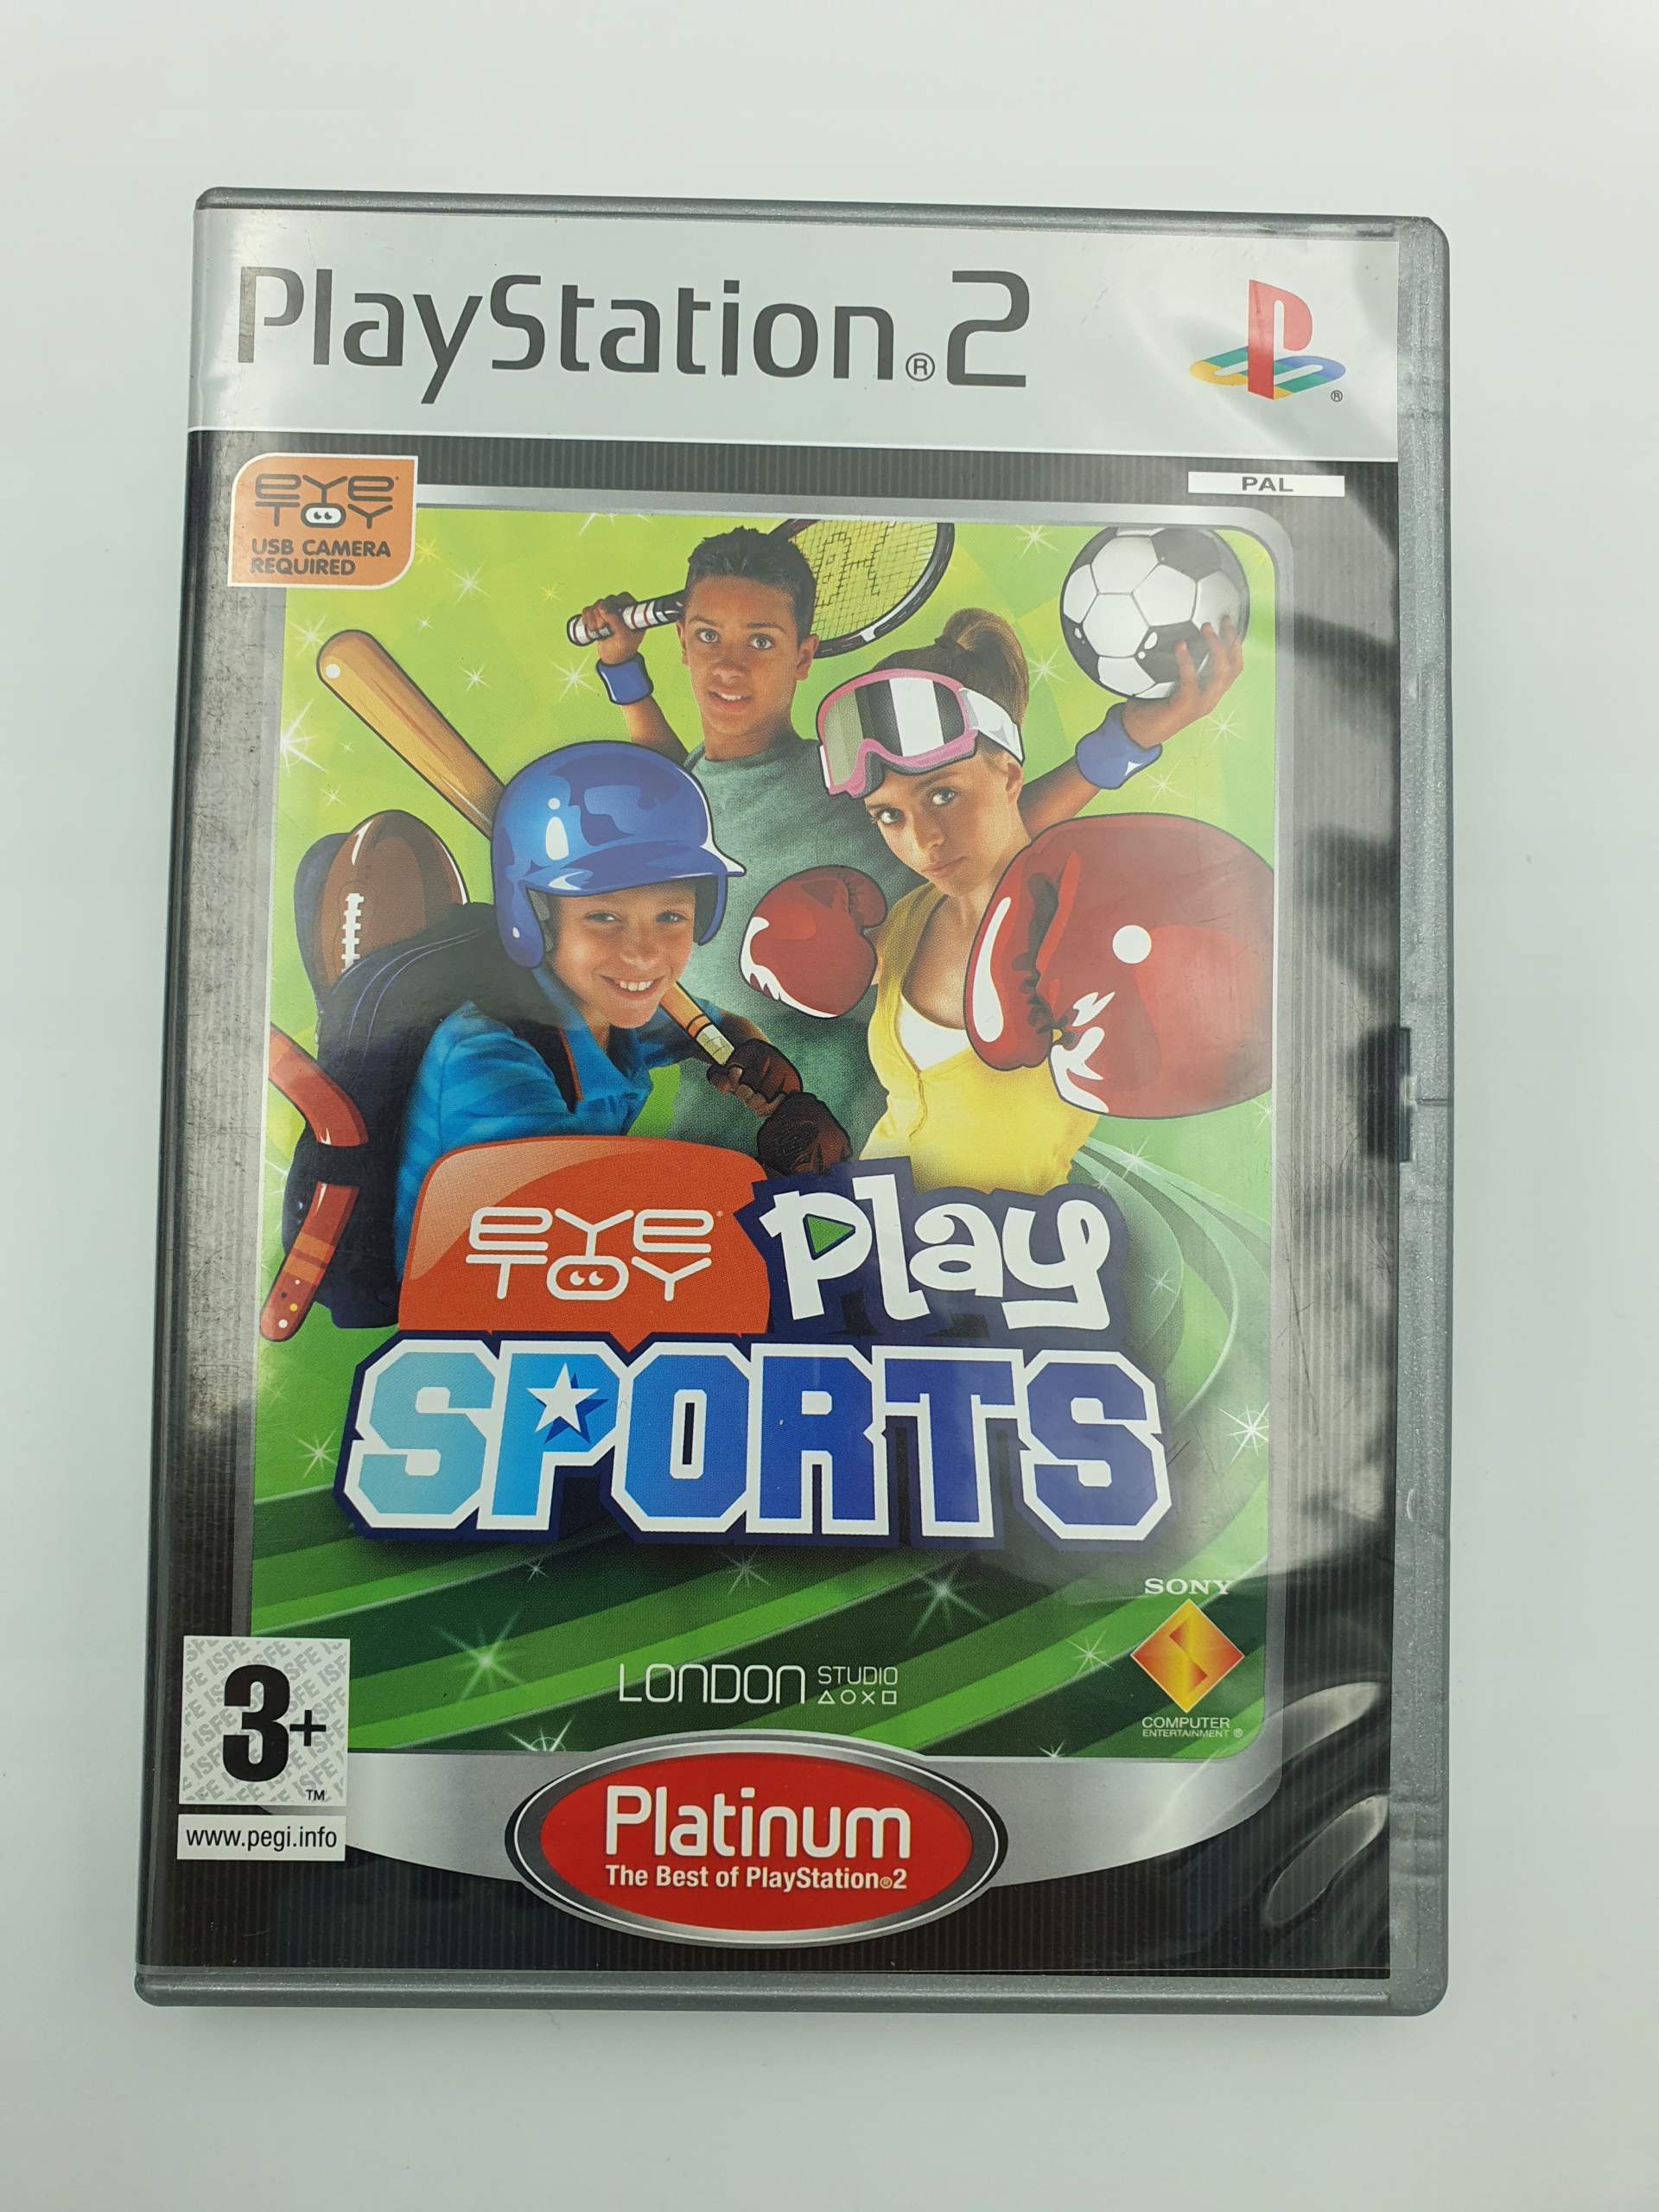 PlayStation®2
®
PAL
EYE
TOY
USB CAMERA
REQUIRED
EYE
TOY
Play
SPORTS
SONY
LONDON STUDIO
COMPUTER
ENTERTAINMENT ®
3+
TM
www.pegi.info
Platinum
The Best of PlayStation®2